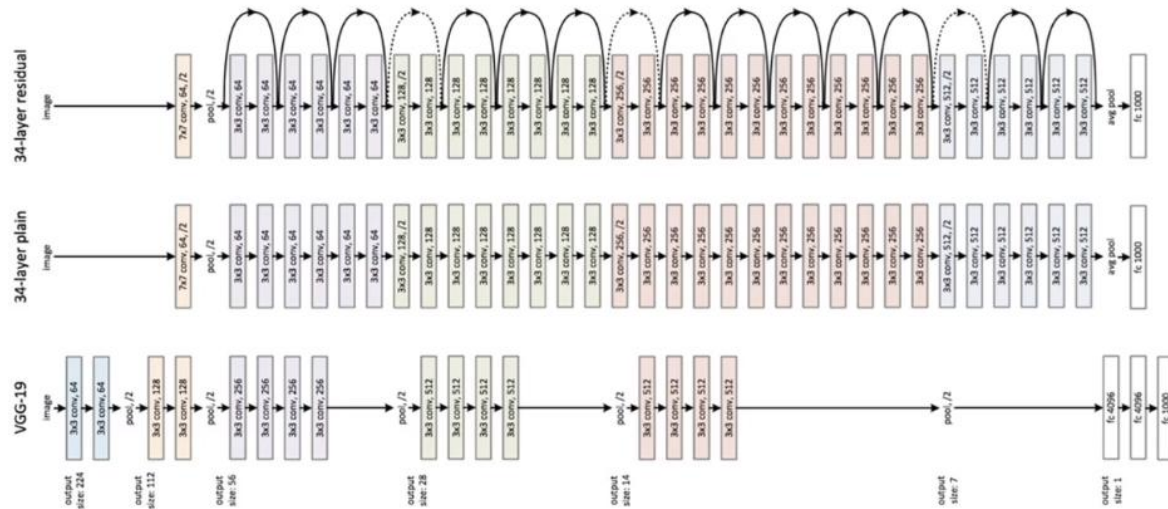 34-layer residual
image
7x7 conv, 64, /2
pool, /2
3x3 conv, 64
3x3 conv, 64
3x3 conv, 64
3x3 conv, 64
3x3 conv, 64
3x3 conv, 64
3x3 conv, 128, /2
3x3 conv, 128
3x3 conv, 128
3x3 conv, 128
3x3 conv, 128
3x3 conv, 128
3x3 conv, 128
3x3 conv, 128
3x3 conv, 256, /2
3x3 conv, 256
3x3 conv, 256
3x3 conv, 256
3x3 conv, 256
3x3 conv, 256
3x3 conv, 256
3x3 conv, 256
3x3 conv, 256
3x3 conv, 256
3x3 conv, 256
3x3 conv, 256
3x3 conv, 512, /2
3x3 conv, 512
3x3 conv, 512
3x3 conv, 512
3x3 conv, 512
3x3 conv, 512
avg pool
fc 1000
34-layer plain
image
7x7 conv, 64, /2
pool, /2
3x3 conv, 64
3x3 conv, 64
3x3 conv, 64
3x3 conv, 64
3x3 conv, 64
3x3 conv, 64
3x3 conv, 128, /2
3x3 conv, 128
3x3 conv, 128
3x3 conv, 128
3x3 conv, 128
3x3 conv, 128
3x3 conv, 128
3x3 conv, 128
3x3 conv, 256, /2
3x3 conv, 256
3x3 conv, 256
3x3 conv, 256
3x3 conv, 256
3x3 conv, 256
3x3 conv, 256
3x3 conv, 256
3x3 conv, 256
3x3 conv, 256
3x3 conv, 256
3x3 conv, 256
3x3 conv, 512, /2
3x3 conv, 512
3x3 conv, 512
3x3 conv, 512
3x3 conv, 512
3x3 conv, 512
avg pool
fc 1000
VGG-19
image
3x3 conv, 64
3x3 conv, 64
pool, /2
3x3 conv, 128
3x3 conv, 128
pool, /2
3x3 conv, 256
3x3 conv, 256
3x3 conv, 256
3x3 conv, 256
pool, /2
3x3 conv, 512
3x3 conv, 512
3x3 conv, 512
3x3 conv, 512
pool, /2
3x3 conv, 512
3x3 conv, 512
3x3 conv, 512
3x3 conv, 512
pool, /2
fc 4096
fc 4096
fc 1000
output
size: 224
output
size: 112
output
size: 56
output
size: 28
output
size: 14
output
size: 7
output
size: 1